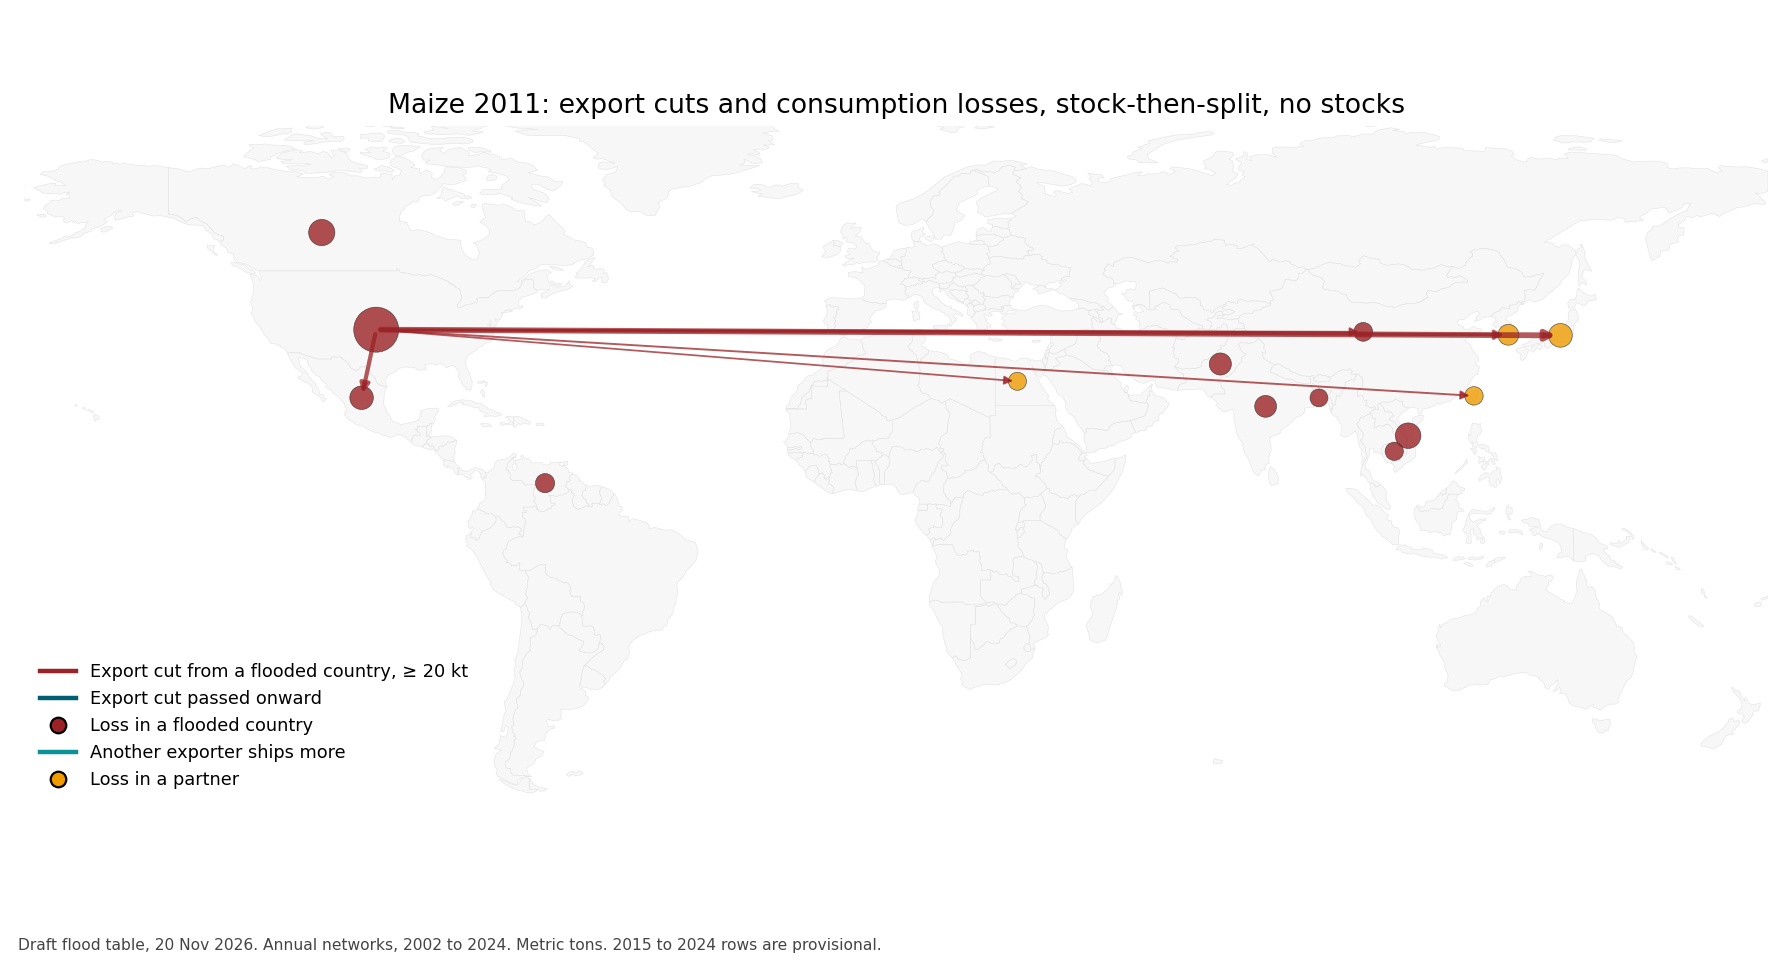 Maize 2011: export cuts and consumption losses, stock-then-split, no stocks
Export cut from a flooded country, ≥ 20 kt
Export cut passed onward
Loss in a flooded country
Another exporter ships more
Loss in a partner
Draft flood table, 20 Nov 2026. Annual networks, 2002 to 2024. Metric tons. 2015 to 2024 rows are provisional.